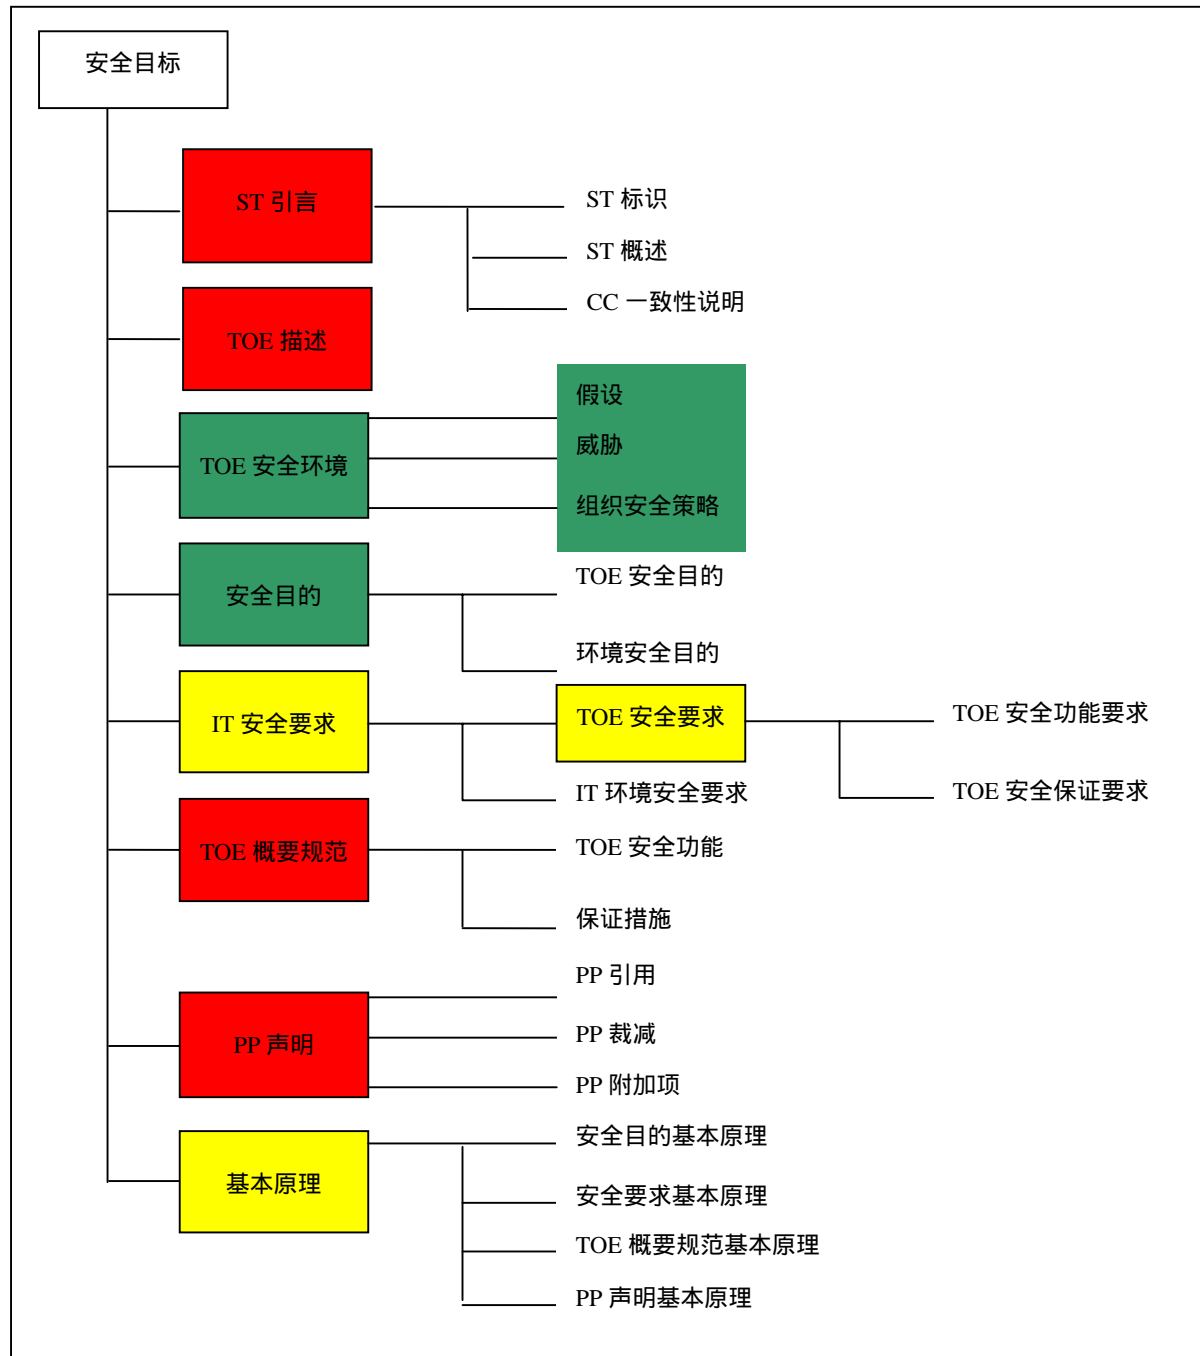 安全目标
ST 引言
ST 标识
ST 概述
CC 一致性说明
TOE 描述
TOE 安全环境
假设
威胁
组织安全策略
安全目的
TOE 安全目的
环境安全目的
IT 安全要求
TOE 安全要求
TOE 安全功能要求
TOE 安全保证要求
IT 环境安全要求
TOE 概要规范
TOE 安全功能
保证措施
PP 声明
PP 引用
PP 裁减
PP 附加项
基本原理
安全目的基本原理
安全要求基本原理
TOE 概要规范基本原理
PP 声明基本原理